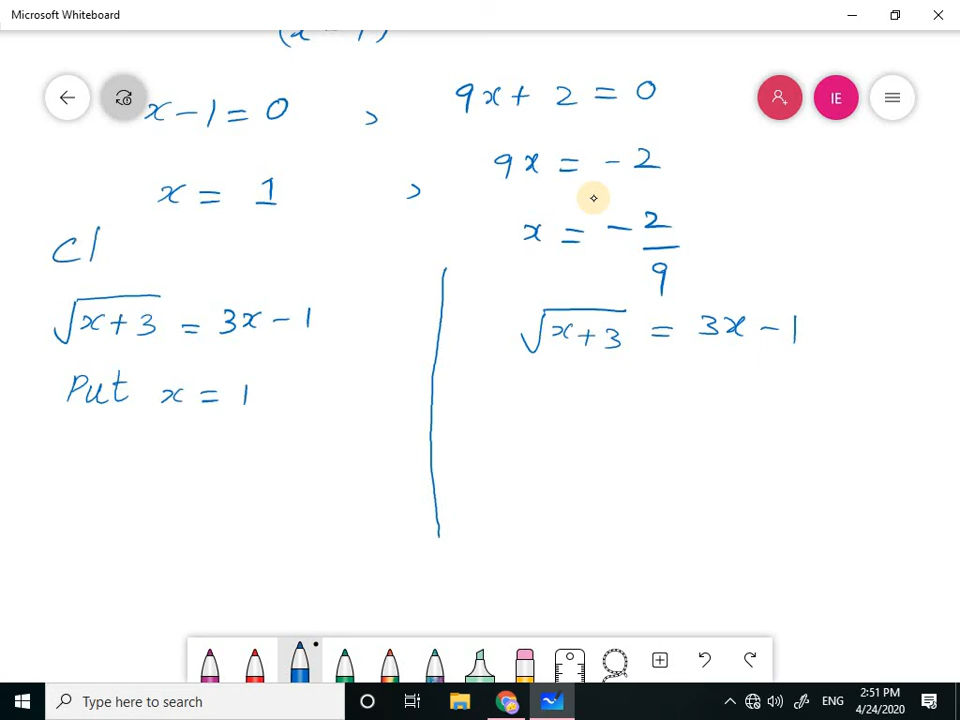 Microsoft Whiteboard
x - 1 = 0 , 9x + 2 = 0
9x = - 2
x = 1 , x = - 2/9
√(x+3) = 3x - 1
Put x = 1
√(x+3) = 3x - 1
IE
Type here to search
ENG
2:51 PM
4/24/2020